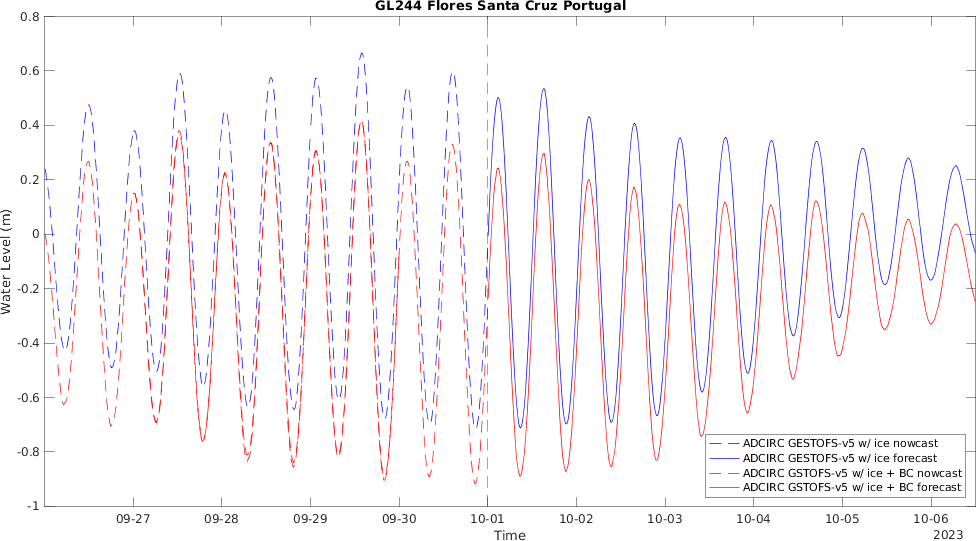 GL244 Flores Santa Cruz Portugal
0.8
0.6
0.4
0.2
0
-0.2
-0.4
-0.6
-0.8
-1
Water Level (m)
ADCIRC GESTOFS-v5 w/ ice nowcast
ADCIRC GESTOFS-v5 w/ ice forecast
ADCIRC GSTOFS-v5 w/ ice + BC nowcast
ADCIRC GSTOFS-v5 w/ ice + BC forecast
09-27 09-28 09-29 09-30 10-01 10-02 10-03 10-04 10-05 10-06
Time
2023